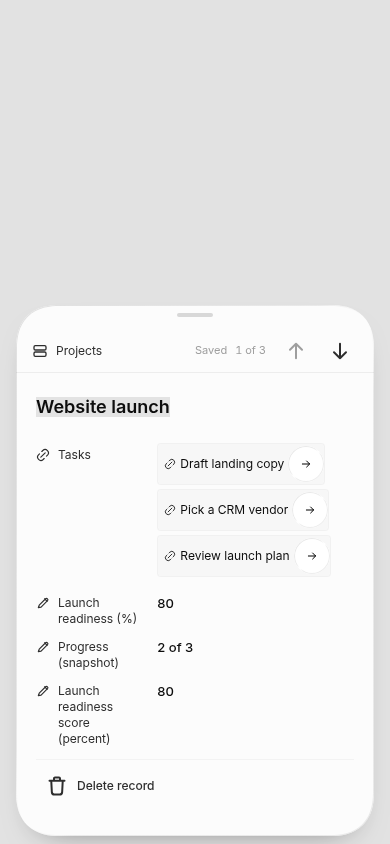 Projects
Saved 1 of 3
Website launch
Tasks
Draft landing copy
Pick a CRM vendor
Review launch plan
Launch
readiness (%)
80
Progress
(snapshot)
2 of 3
Launch
readiness
score
(percent)
80
Delete record